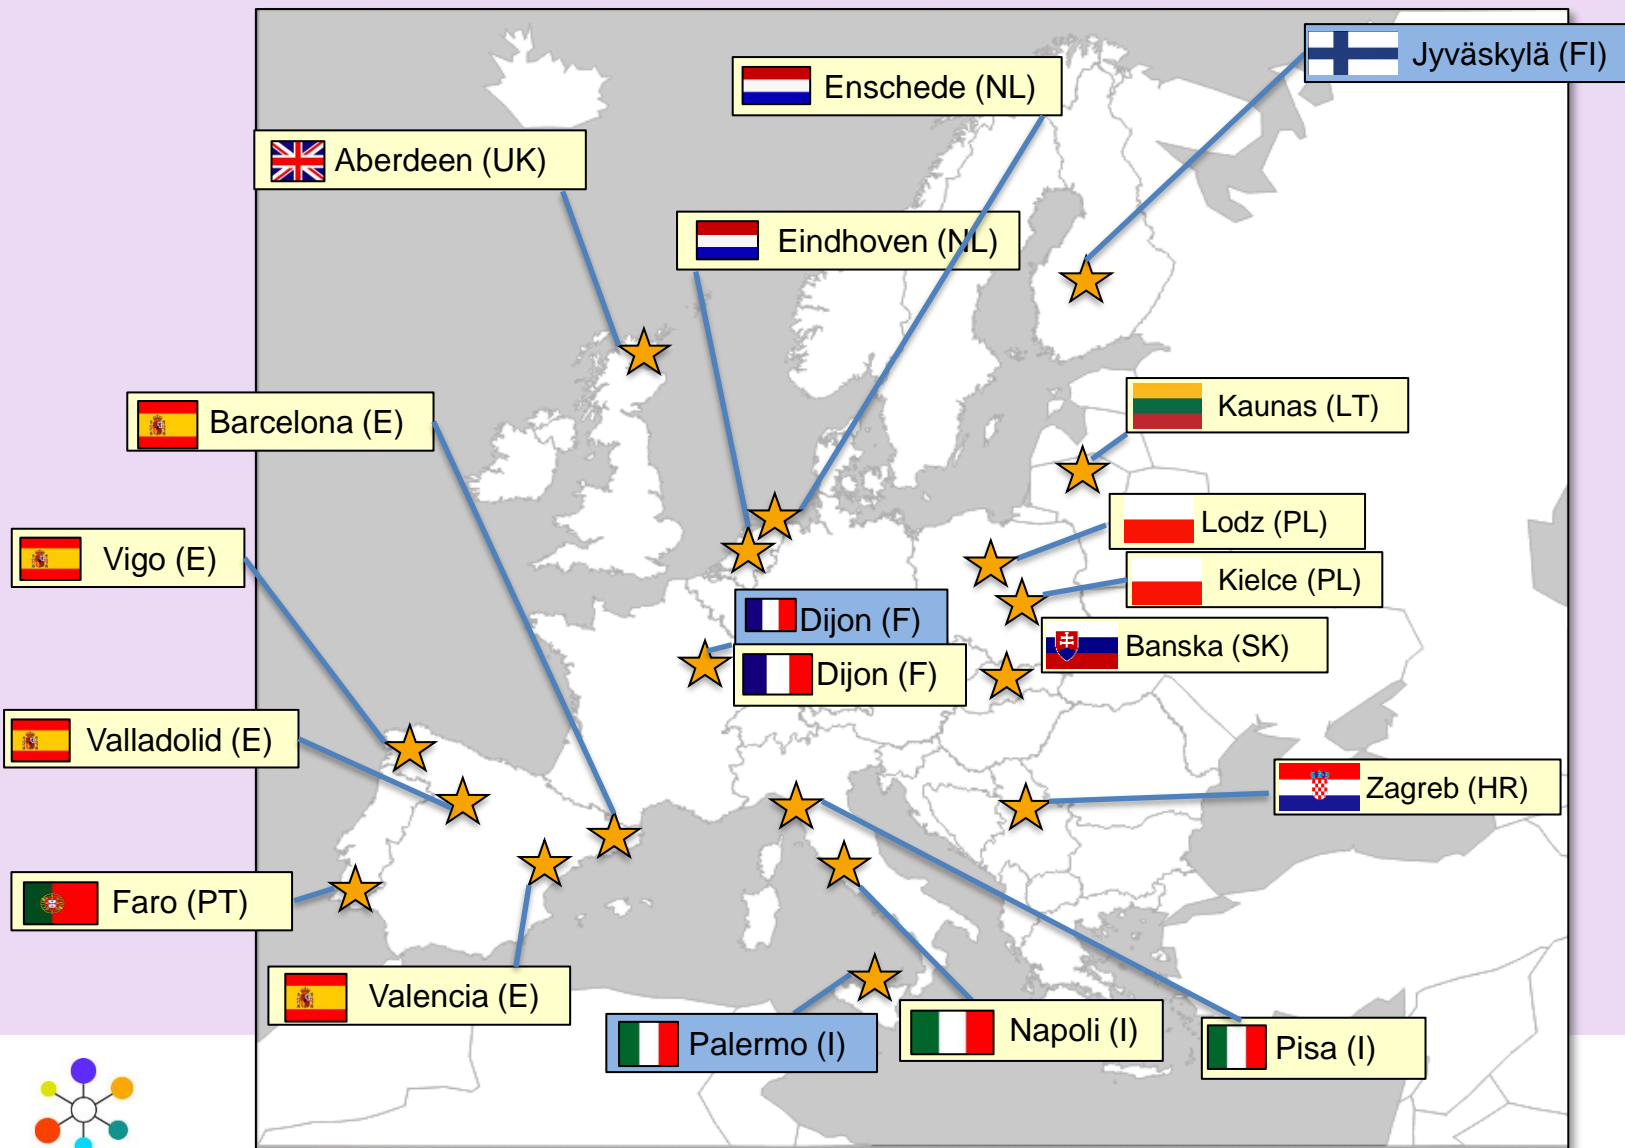 Jyväskylä (FI)
Enschede (NL)
Aberdeen (UK)
Eindhoven (NL)
Kaunas (LT)
Barcelona (E)
Lodz (PL)
Vigo (E)
Kielce (PL)
Dijon (F)
Banska (SK)
Dijon (F)
Valladolid (E)
Zagreb (HR)
Faro (PT)
Valencia (E)
Napoli (I)
Palermo (I)
Pisa (I)